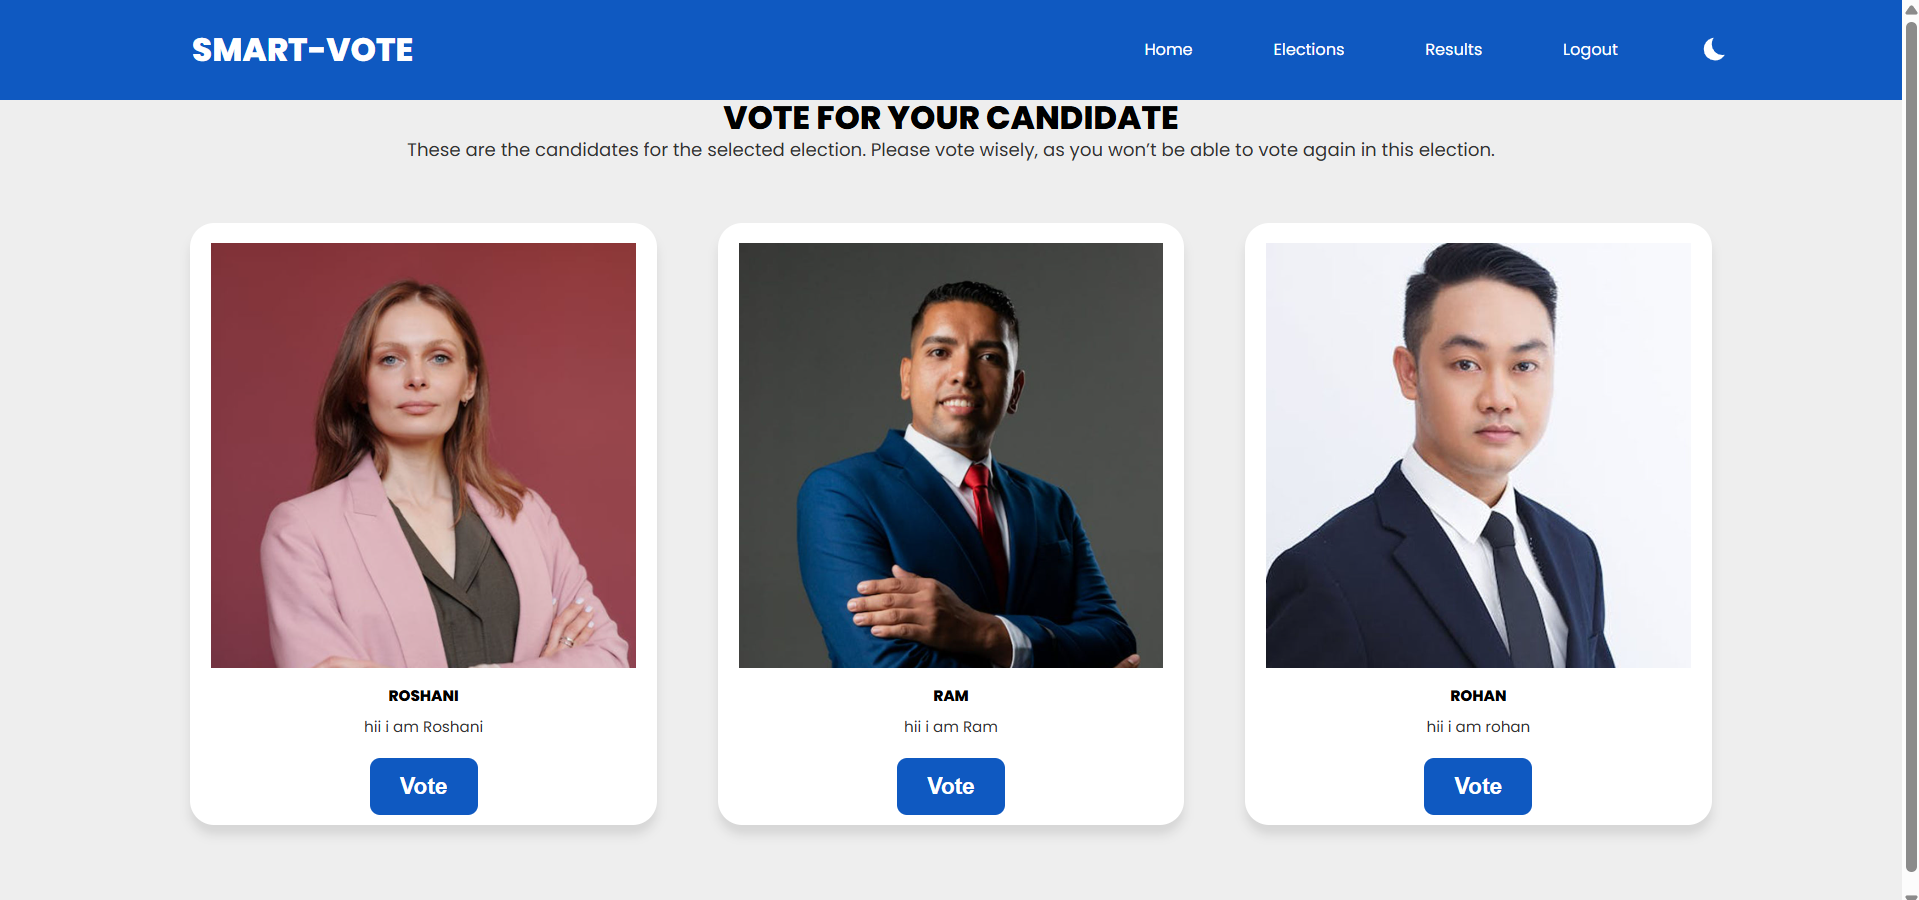 SMART-VOTE
Home
Elections
Results
Logout
VOTE FOR YOUR CANDIDATE
These are the candidates for the selected election. Please vote wisely, as you won't be able to vote again in this election.
ROSHANI
hii i am Roshani
Vote
RAM
hii i am Ram
Vote
ROHAN
hii i am rohan
Vote